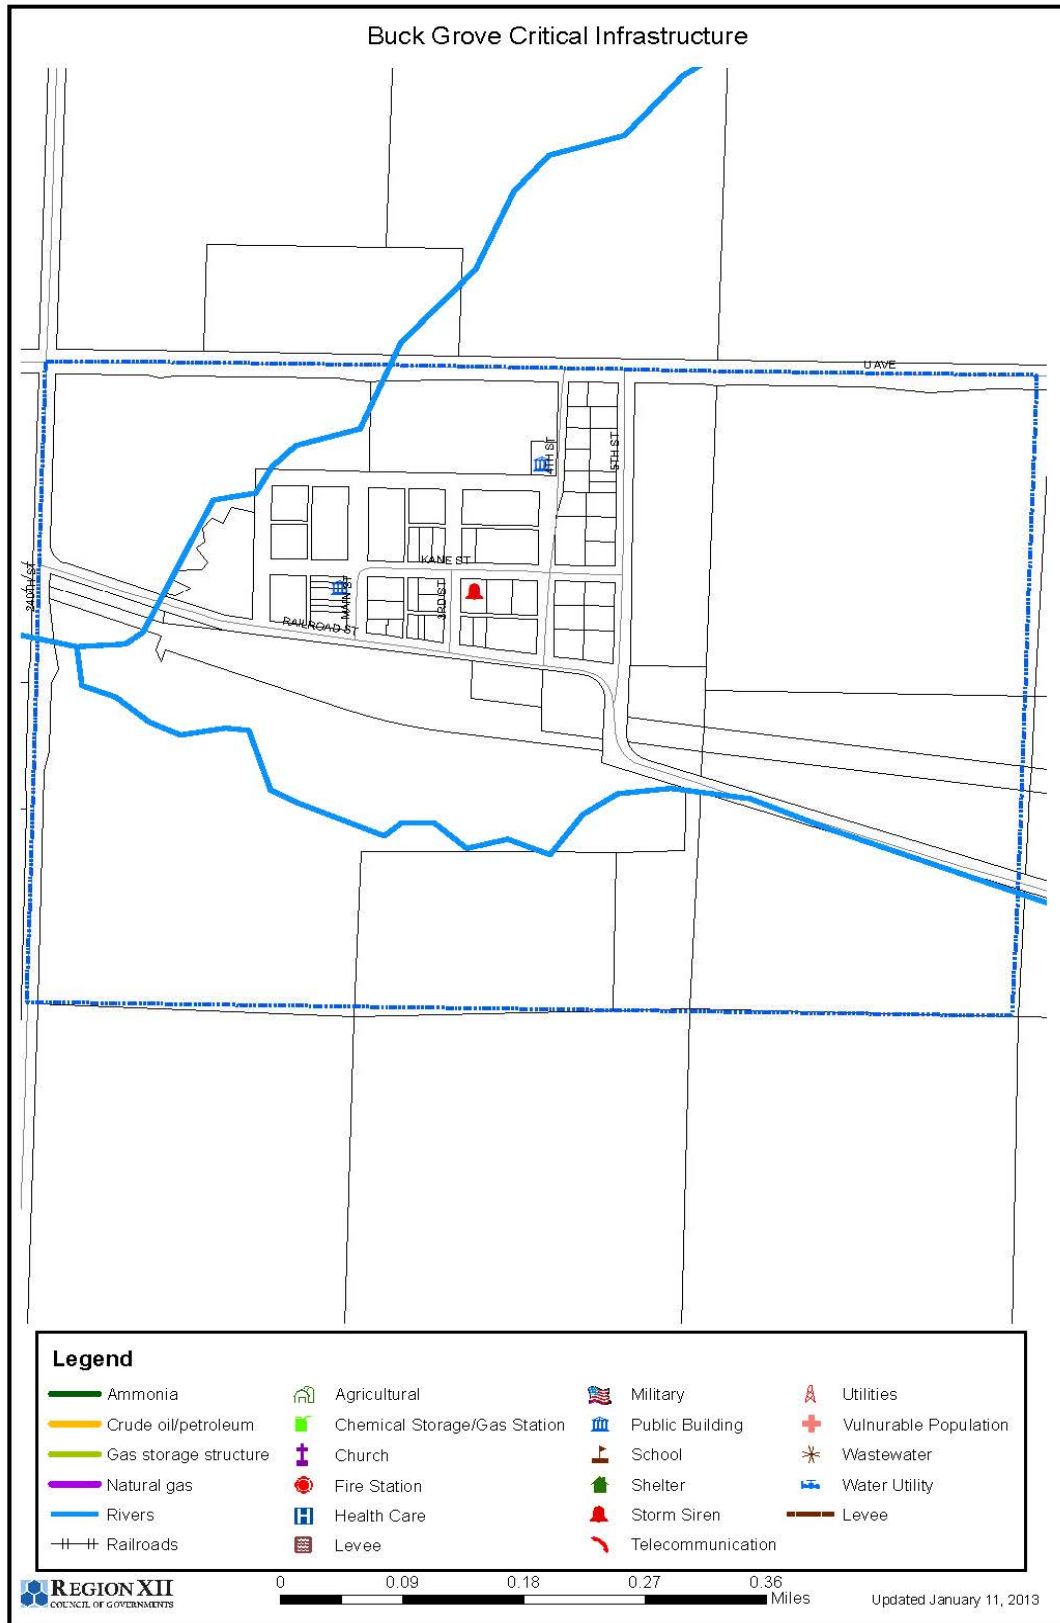 Buck Grove Critical Infrastructure
U AVE
4TH ST
5TH ST
KANE ST
240TH ST
MAIN ST
3RD ST
RAILROAD ST
Legend
Ammonia
Crude oil/petroleum
Gas storage structure
Natural gas
Rivers
Railroads
Agricultural
Chemical Storage/Gas Station
Church
Fire Station
Health Care
Levee
Military
Public Building
School
Shelter
Storm Siren
Telecommunication
Utilities
Vulnurable Population
Wastewater
Water Utility
Levee
REGION XII
COUNCIL OF GOVERNMENTS
0 0.09 0.18 0.27 0.36
Miles
Updated January 11, 2013